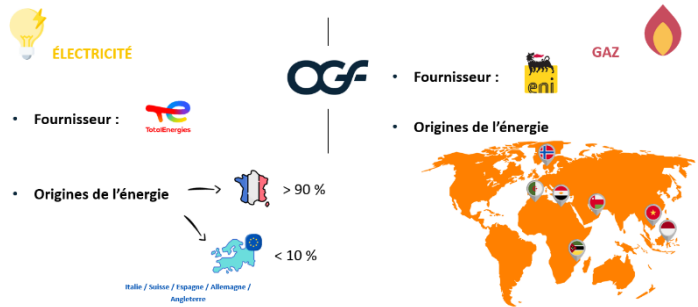 ÉLECTRICITÉ
• Fournisseur :
TotalEnergies
• Origines de l'énergie
> 90 %
< 10 %
Italie / Suisse / Espagne / Allemagne /
Angleterre
OGF
GAZ
• Fournisseur :
eni
• Origines de l'énergie